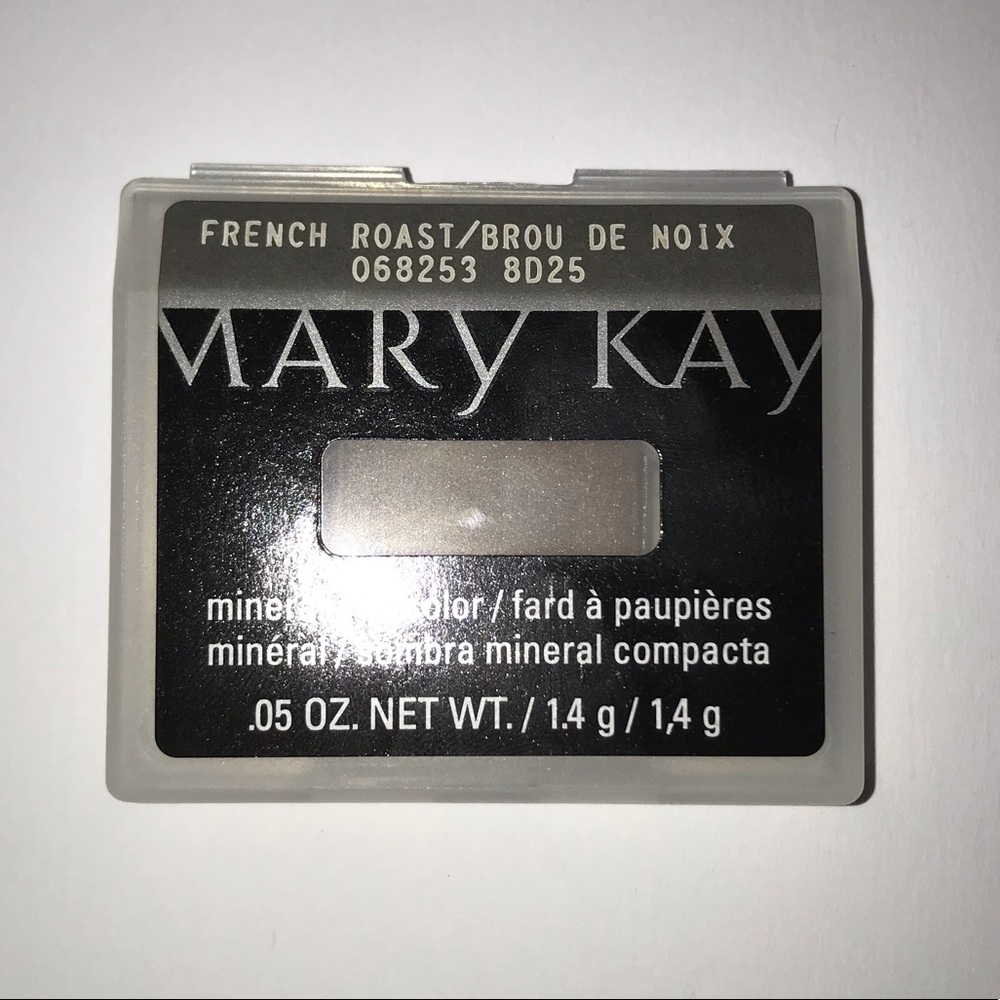 FRENCH ROAST/BROU DE NOIX
068253 8D25
MARY KAY
/ fard à paupières
minéral / sombra mineral compacta
.05 OZ. NET WT. / 1.4 g / 1,4 g